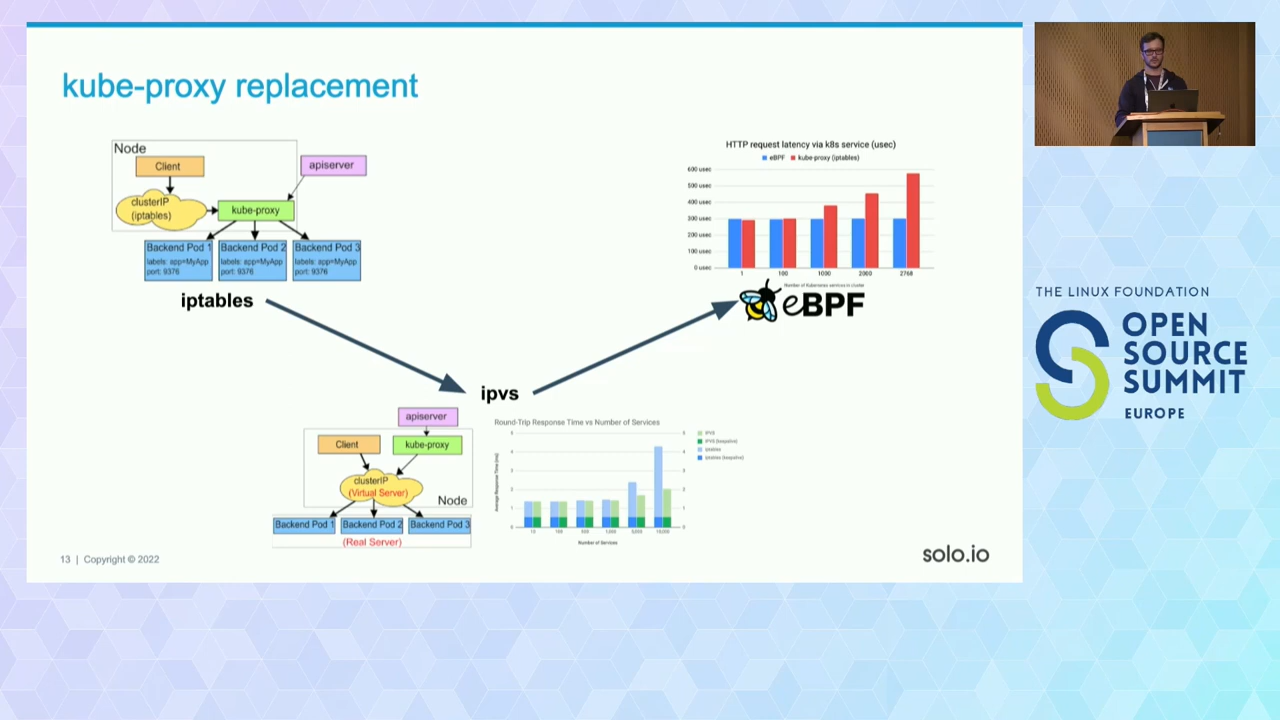 kube-proxy replacement
Node
Client
apiserver
clusterIP
(iptables)
kube-proxy
Backend Pod 1
labels: app=MyApp
port: 9376
Backend Pod 2
labels: app=MyApp
port: 9376
Backend Pod 3
labels: app=MyApp
port: 9376
iptables
HTTP request latency via k8s service (usec)
eBPF
kube-proxy (iptables)
600 usec
500 usec
400 usec
300 usec
200 usec
100 usec
0 usec
1
100
1000
2000
2768
Number of Kubernetes services in cluster
eBPF
ipvs
apiserver
Client
kube-proxy
clusterIP
(Virtual Server)
Node
Backend Pod 1
Backend Pod 2
Backend Pod 3
(Real Server)
Round-Trip Response Time vs Number of Services
Average Response Time (ms)
Number of Services
13 | Copyright © 2022
solo.io
THE LINUX FOUNDATION
OPEN
SOURCE
SUMMIT
EUROPE